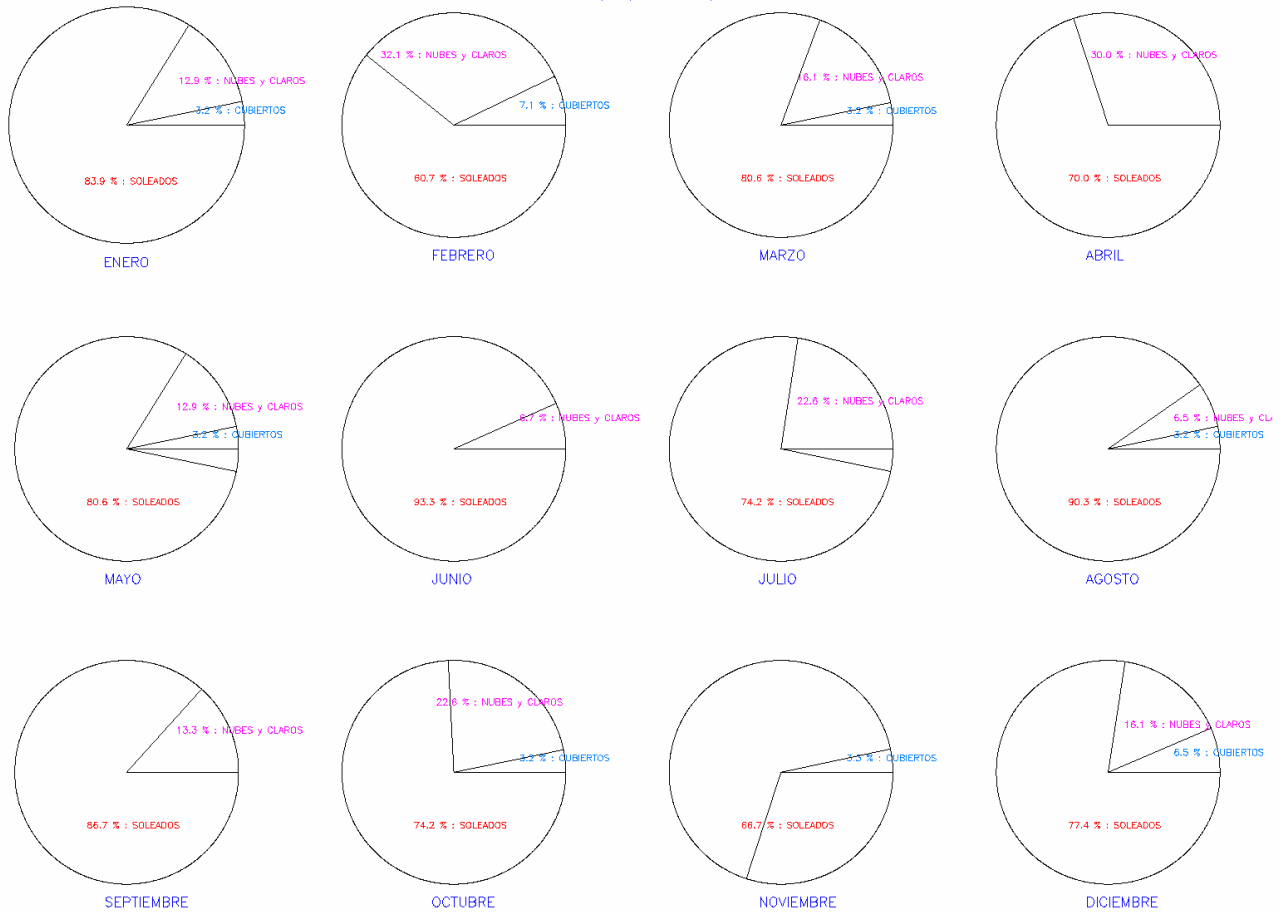 12.9 % : NUBES y CLAROS
3.2 % : CUBIERTOS
83.9 % : SOLEADOS
ENERO
32.1 % : NUBES y CLAROS
7.1 % : CUBIERTOS
60.7 % : SOLEADOS
FEBRERO
16.1 % : NUBES y CLAROS
3.2 % : CUBIERTOS
80.6 % : SOLEADOS
MARZO
30.0 % : NUBES y CLAROS
70.0 % : SOLEADOS
ABRIL
12.9 % : NUBES y CLAROS
3.2 % : CUBIERTOS
80.6 % : SOLEADOS
MAYO
6.7 % : NUBES y CLAROS
93.3 % : SOLEADOS
JUNIO
22.6 % : NUBES y CLAROS
74.2 % : SOLEADOS
JULIO
6.5 % : NUBES y CL
3.2 % : CUBIERTOS
90.3 % : SOLEADOS
AGOSTO
13.3 % : NUBES y CLAROS
86.7 % : SOLEADOS
SEPTIEMBRE
22.6 % : NUBES y CLAROS
3.2 % : CUBIERTOS
74.2 % : SOLEADOS
OCTUBRE
3.3 % : CUBIERTOS
66.7 % : SOLEADOS
NOVIEMBRE
16.1 % : NUBES y CLAROS
6.5 % : CUBIERTOS
77.4 % : SOLEADOS
DICIEMBRE